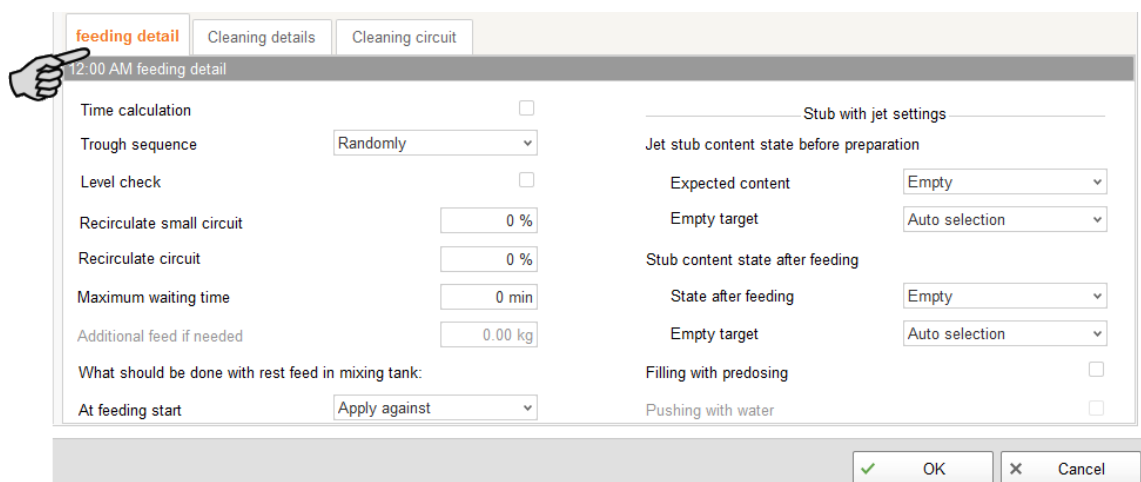 feeding detail Cleaning details Cleaning circuit
12:00 AM feeding detail
Time calculation
Trough sequence Randomly
Level check
Recirculate small circuit 0 %
Recirculate circuit 0 %
Maximum waiting time 0 min
Additional feed if needed 0.00 kg
What should be done with rest feed in mixing tank:
At feeding start Apply against
Stub with jet settings
Jet stub content state before preparation
Expected content Empty
Empty target Auto selection
Stub content state after feeding
State after feeding Empty
Empty target Auto selection
Filling with predosing
Pushing with water
OK Cancel